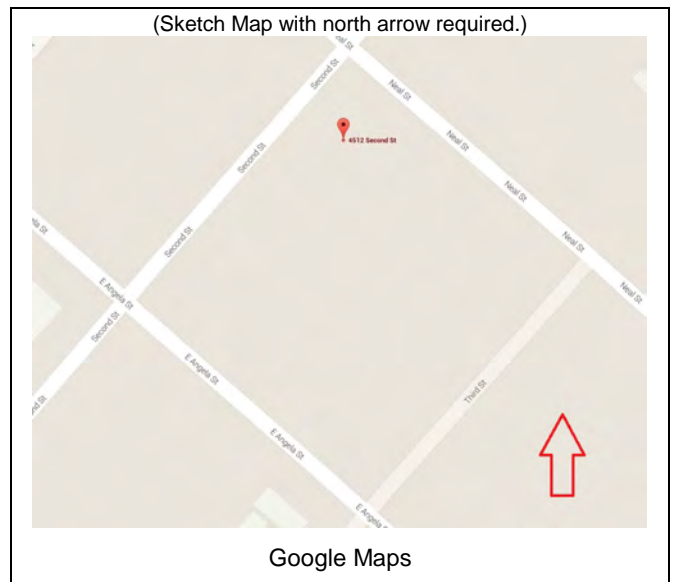 (Sketch Map with north arrow required.)
Neal St
Second St
Neal St
4512 Second St
Second St
Neal St
Neal St
Second St
Neal St
Neal St
E Angela St
Second St
E Angela St
Third St
E Angela St
E Angela St
Google Maps